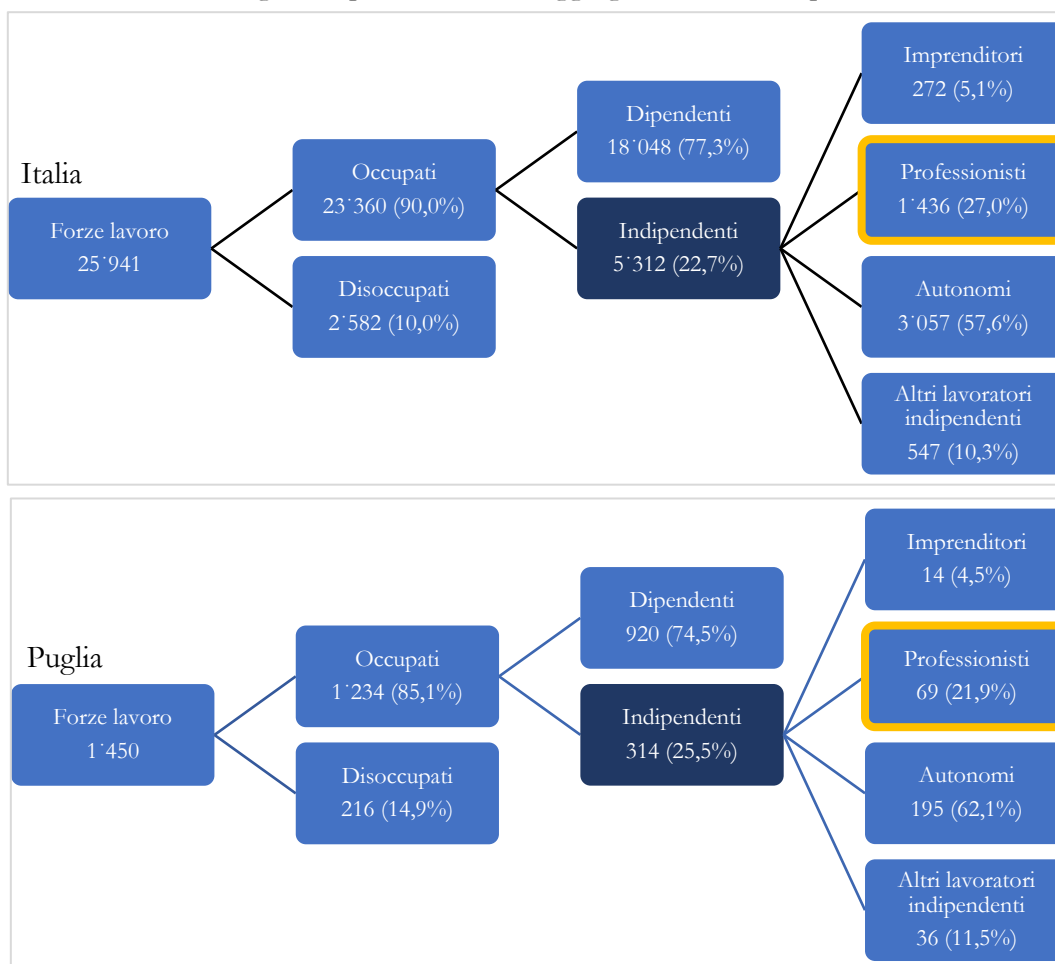 Italia
Forze lavoro
25˙941
Occupati
23˙360 (90,0%)
Disoccupati
2˙582 (10,0%)
Dipendenti
18˙048 (77,3%)
Indipendenti
5˙312 (22,7%)
Imprenditori
272 (5,1%)
Professionisti
1˙436 (27,0%)
Autonomi
3˙057 (57,6%)
Altri lavoratori
indipendenti
547 (10,3%)
Puglia
Forze lavoro
1˙450
Occupati
1˙234 (85,1%)
Disoccupati
216 (14,9%)
Dipendenti
920 (74,5%)
Indipendenti
314 (25,5%)
Imprenditori
14 (4,5%)
Professionisti
69 (21,9%)
Autonomi
195 (62,1%)
Altri lavoratori
indipendenti
36 (11,5%)